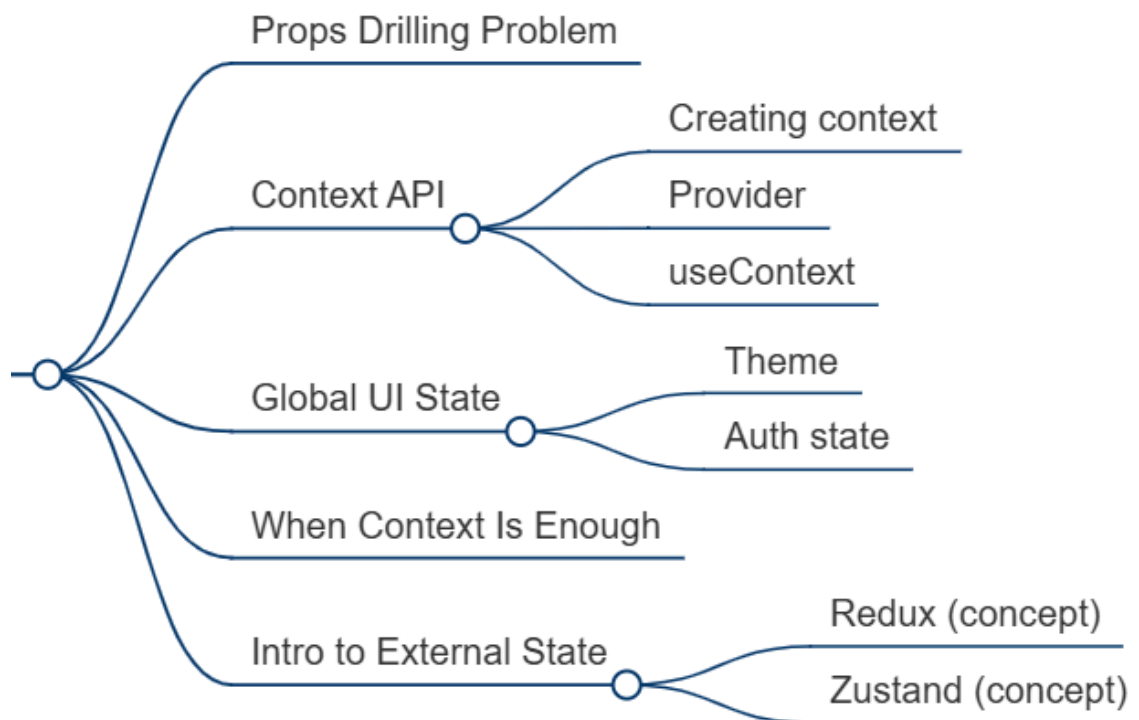 Props Drilling Problem
Context API
Creating context
Provider
useContext
Global UI State
Theme
Auth state
When Context Is Enough
Intro to External State
Redux (concept)
Zustand (concept)